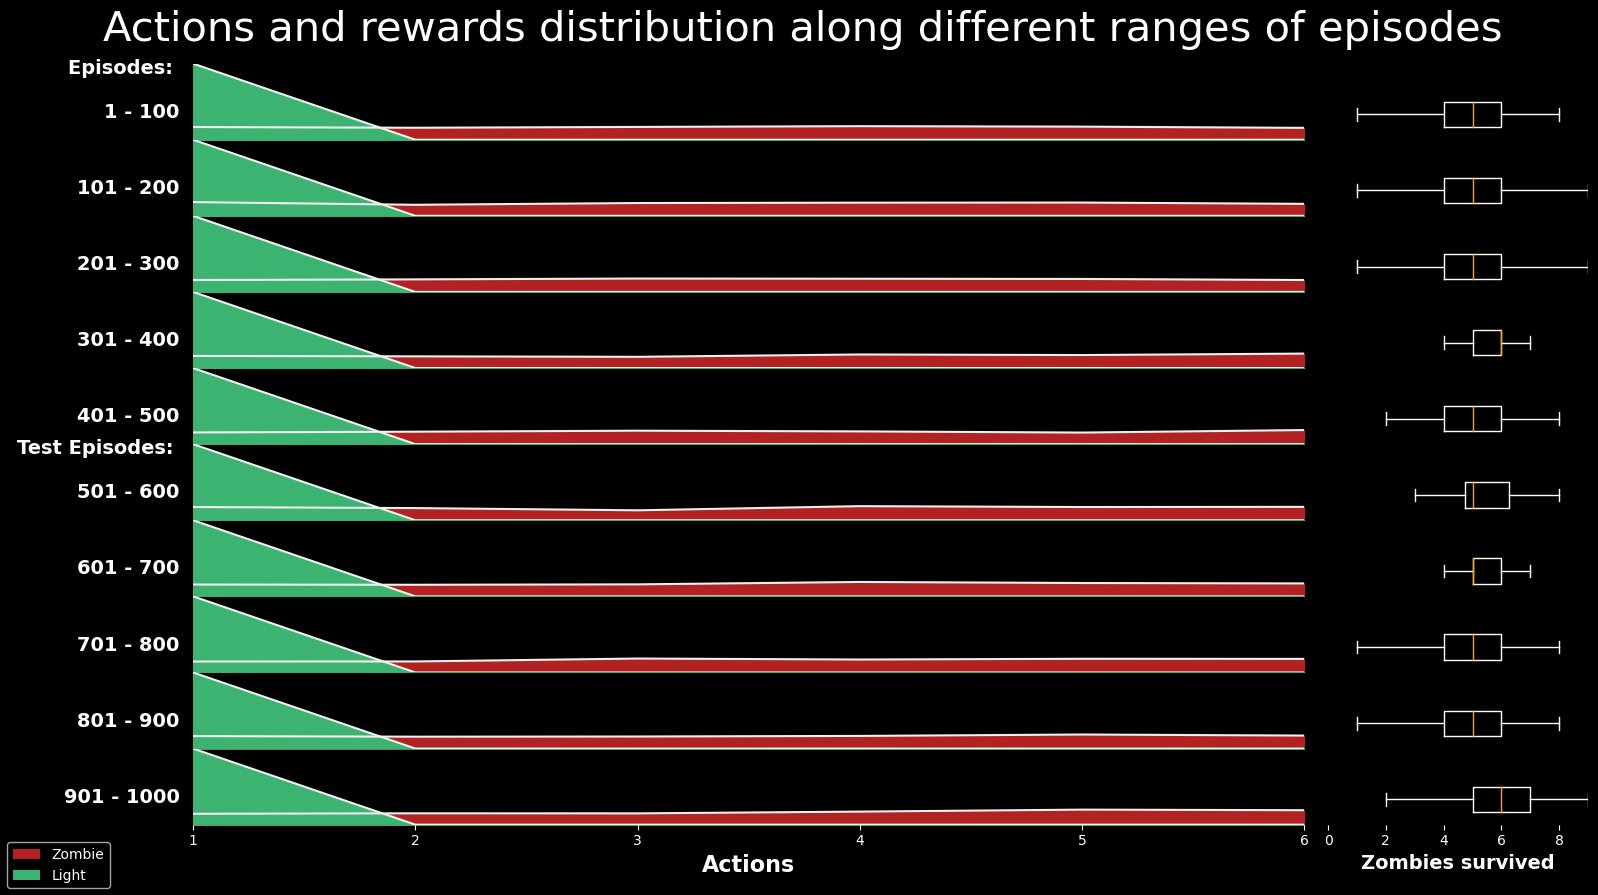 Actions and rewards distribution along different ranges of episodes
Episodes:
1 - 100
101 - 200
201 - 300
301 - 400
401 - 500
Test Episodes:
501 - 600
601 - 700
701 - 800
801 - 900
901 - 1000
1 2 3 4 5 6 0 2 4 6 8
Actions
Zombies survived
Zombie
Light